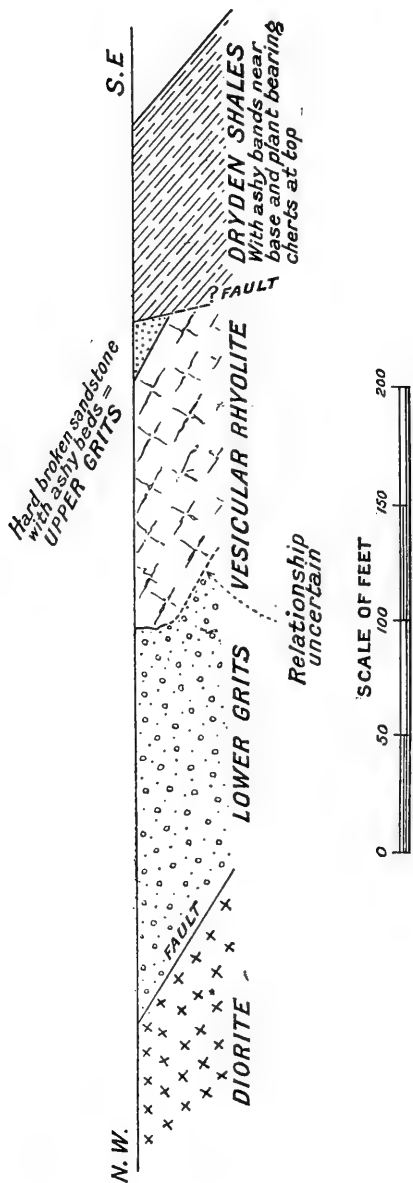 N.W.
S.E
Hard broken sandstone
with ashy beds =
UPPER GRITS
FAULT
? FAULT
DIORITE
LOWER GRITS
VESICULAR RHYOLITE
DRYDEN SHALES
With ashy bands near
base and plant bearing
cherts at top
Relationship
uncertain
SCALE OF FEET
0 50 100 150 200